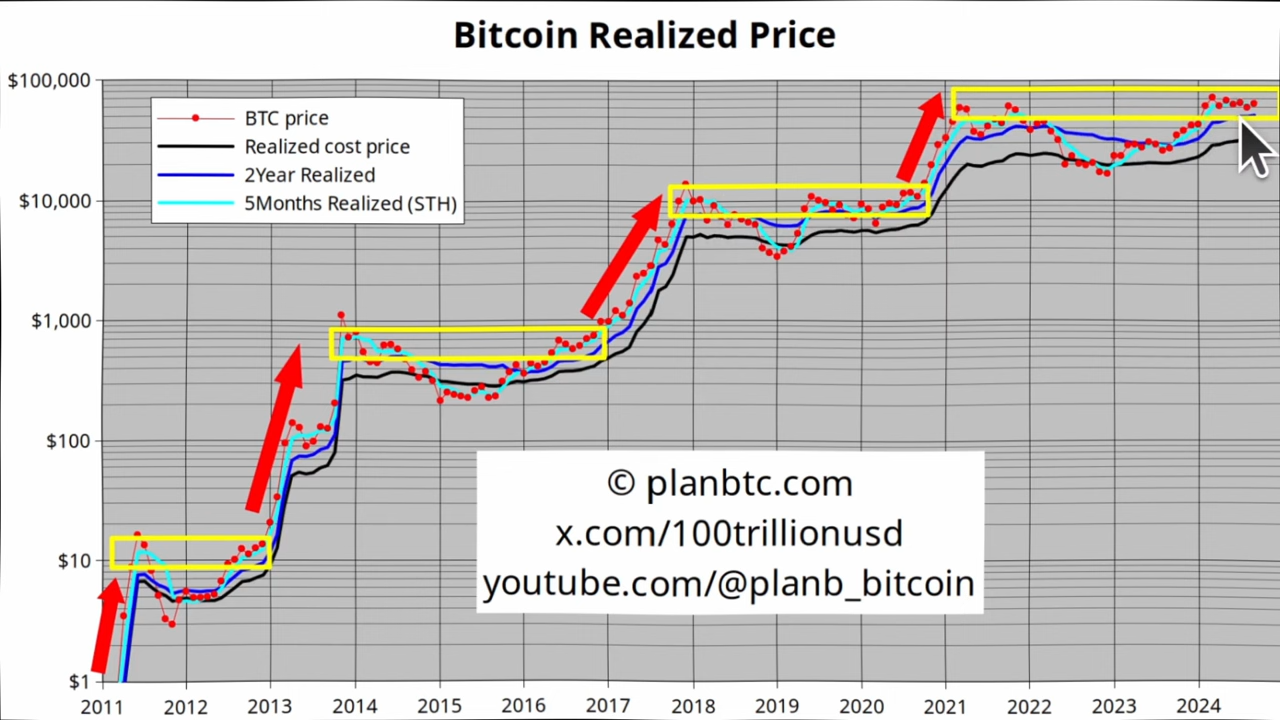 Bitcoin Realized Price
$100,000
$10,000
$1,000
$100
$10
$1
BTC price
Realized cost price
2Year Realized
5Months Realized (STH)
© planbtc.com
x.com/100trillionusd
youtube.com/@planb_bitcoin
2011 2012 2013 2014 2015 2016 2017 2018 2019 2020 2021 2022 2023 2024